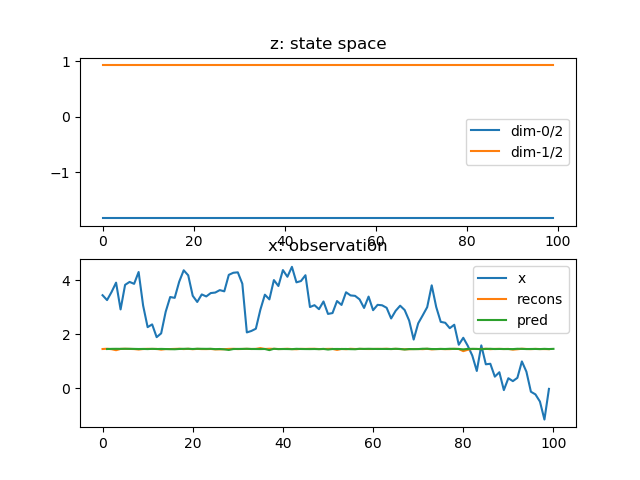 z: state space
1
0
−1
dim-0/2
dim-1/2
0 20 40 60 80 100
x: observation
4
2
0
x
recons
pred
0 20 40 60 80 100